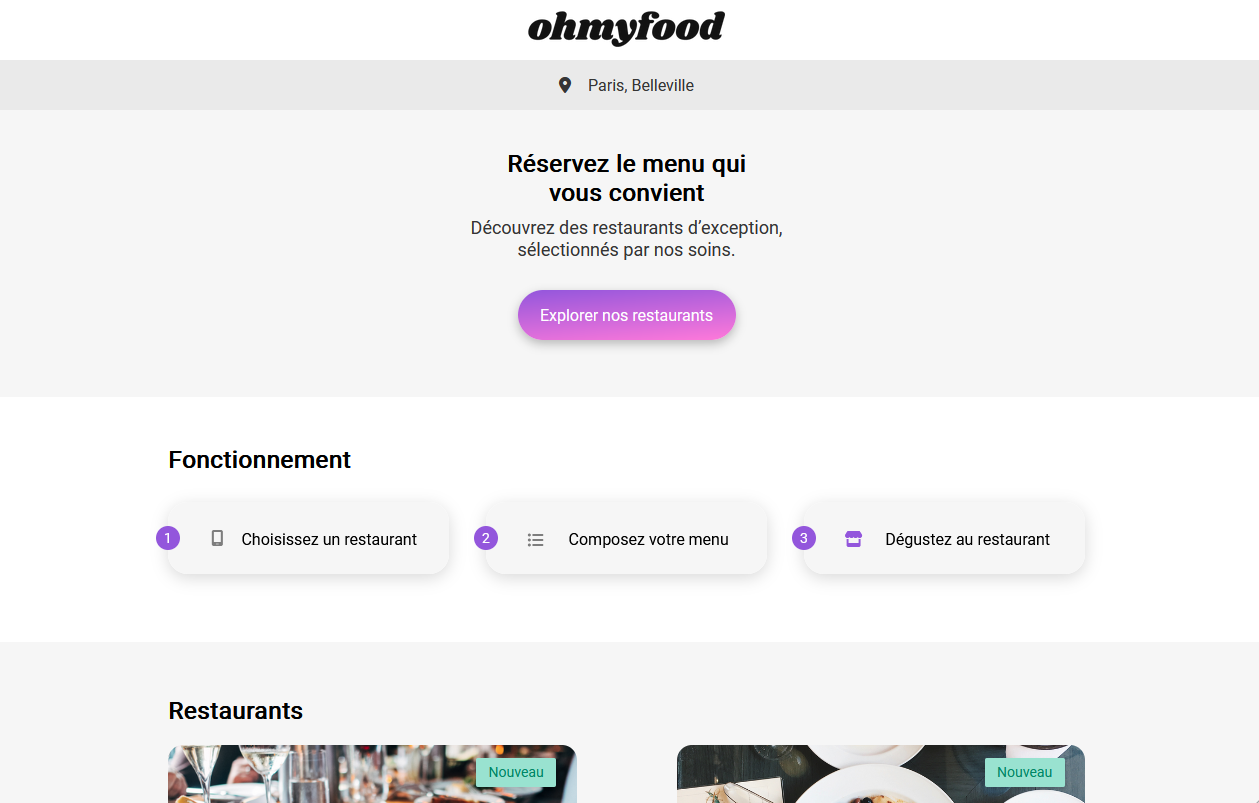 ohmyfood
Paris, Belleville
Réservez le menu qui
vous convient
Découvrez des restaurants d’exception,
sélectionnés par nos soins.
Explorer nos restaurants
Fonctionnement
1 Choisissez un restaurant
2 Composez votre menu
3 Dégustez au restaurant
Restaurants
Nouveau
Nouveau